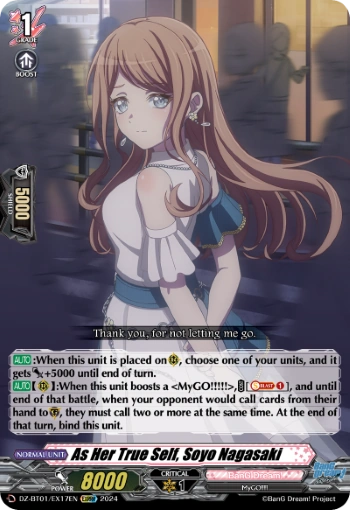 1
GRADE
BOOST
5000
SHIELD
Thank you, for not letting me go.
AUTO:When this unit is placed on , choose one of your units, and it
gets +5000 until end of turn.
AUTO【 】:When this unit boosts a <MyGO!!!!!>, [ BLAST 1 ], and until
end of that battle, when your opponent would call cards from their
hand to , they must call two or more at the same time. At the end of
that turn, bind this unit.
NORMAL UNIT As Her True Self, Soyo Nagasaki
POWER 8000 CRITICAL 1 BanG Dream!
MyGO!!!!!
DZ-BT01/EX17EN 2024 ©BanG Dream! Project